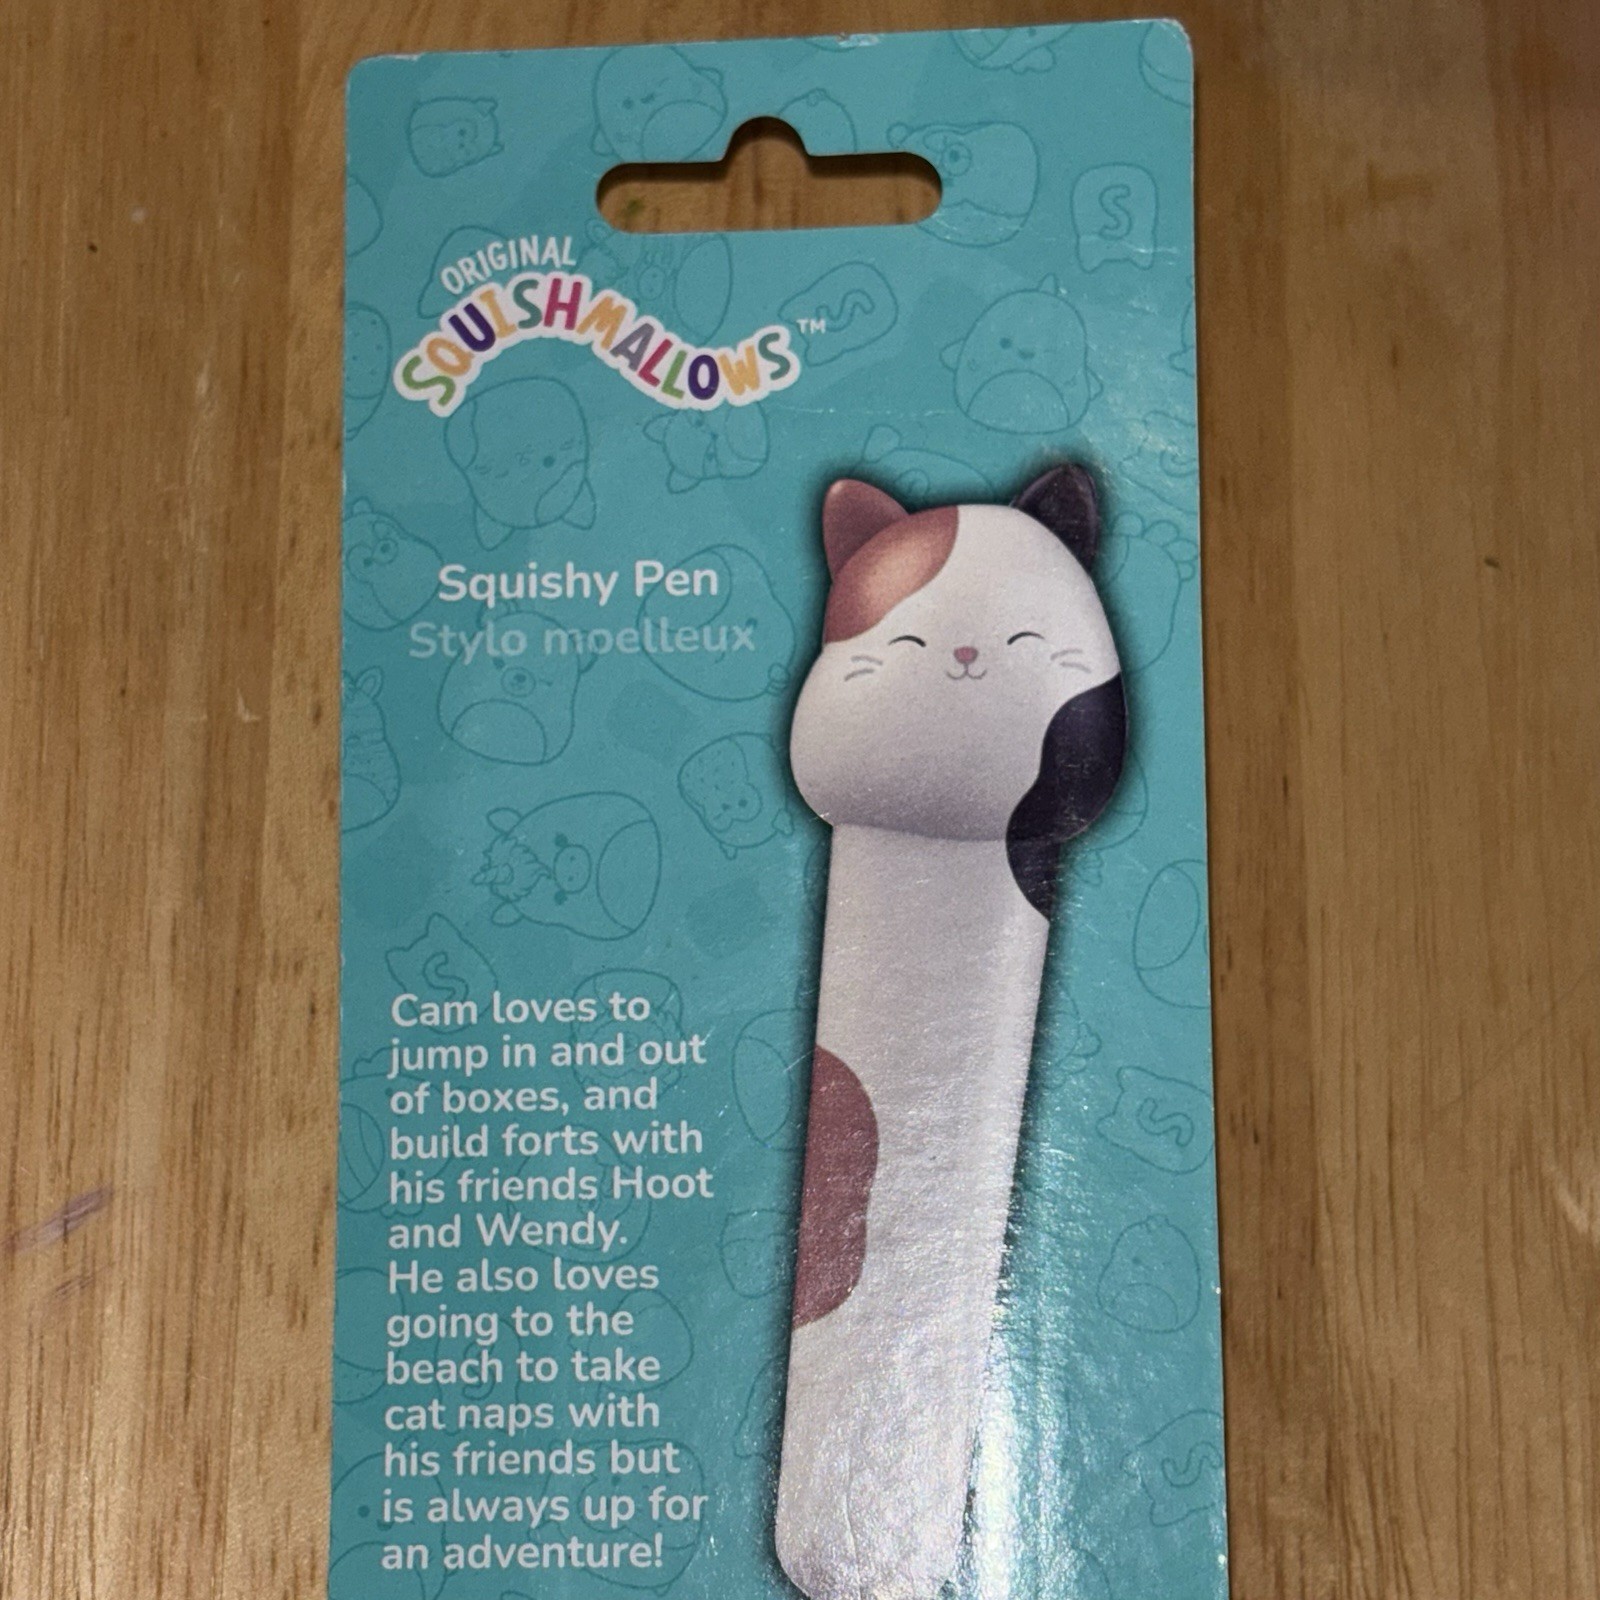 ORIGINAL
SQUISHMALLOWS™
Squishy Pen
Stylo moelleux
Cam loves to
jump in and out
of boxes, and
build forts with
his friends Hoot
and Wendy.
He also loves
going to the
beach to take
cat naps with
his friends but
is always up for
an adventure!
S
S
S
S
S